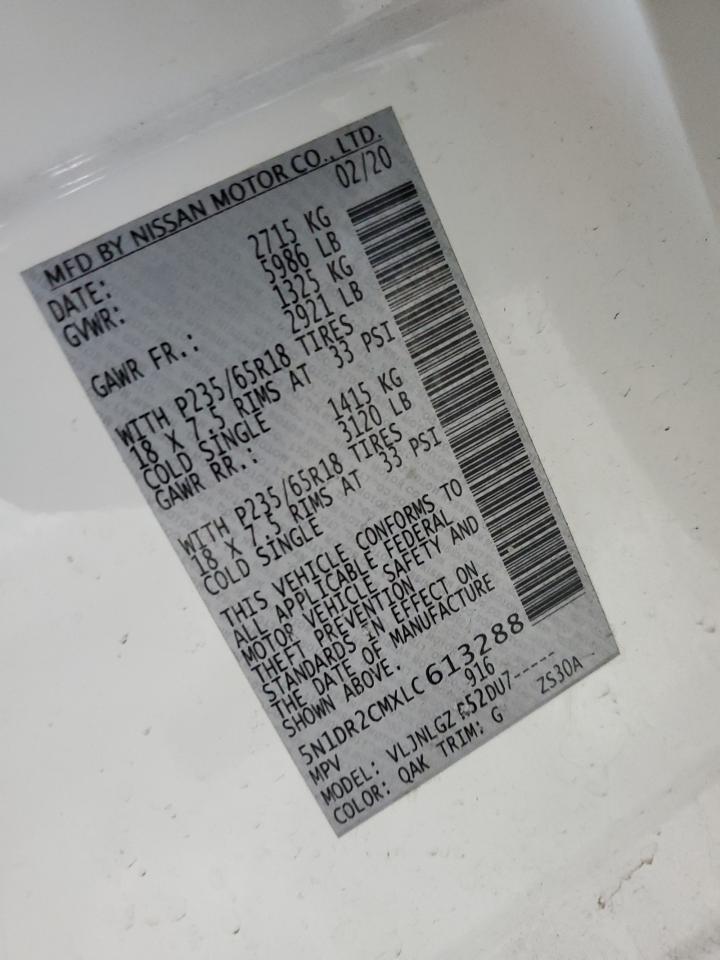 MFD BY NISSAN MOTOR CO., LTD.
DATE: 02/20
GVWR: 2715 KG
5986 LB
GAWR FR.: 1325 KG
2921 LB
WITH P235/65R18 TIRES
18 X 7.5 RIMS AT 33 PSI
COLD SINGLE
GAWR RR.: 1415 KG
3120 LB
WITH P235/65R18 TIRES
18 X 7.5 RIMS AT 33 PSI
COLD SINGLE
THIS VEHICLE CONFORMS TO
ALL APPLICABLE FEDERAL
MOTOR VEHICLE SAFETY AND
THEFT PREVENTION
STANDARDS IN EFFECT ON
THE DATE OF MANUFACTURE
SHOWN ABOVE.
5N1DR2CMXLC613288
MPV 916
MODEL: VLJNLGZ R52DU7-----
COLOR: QAK TRIM: G ZS30A